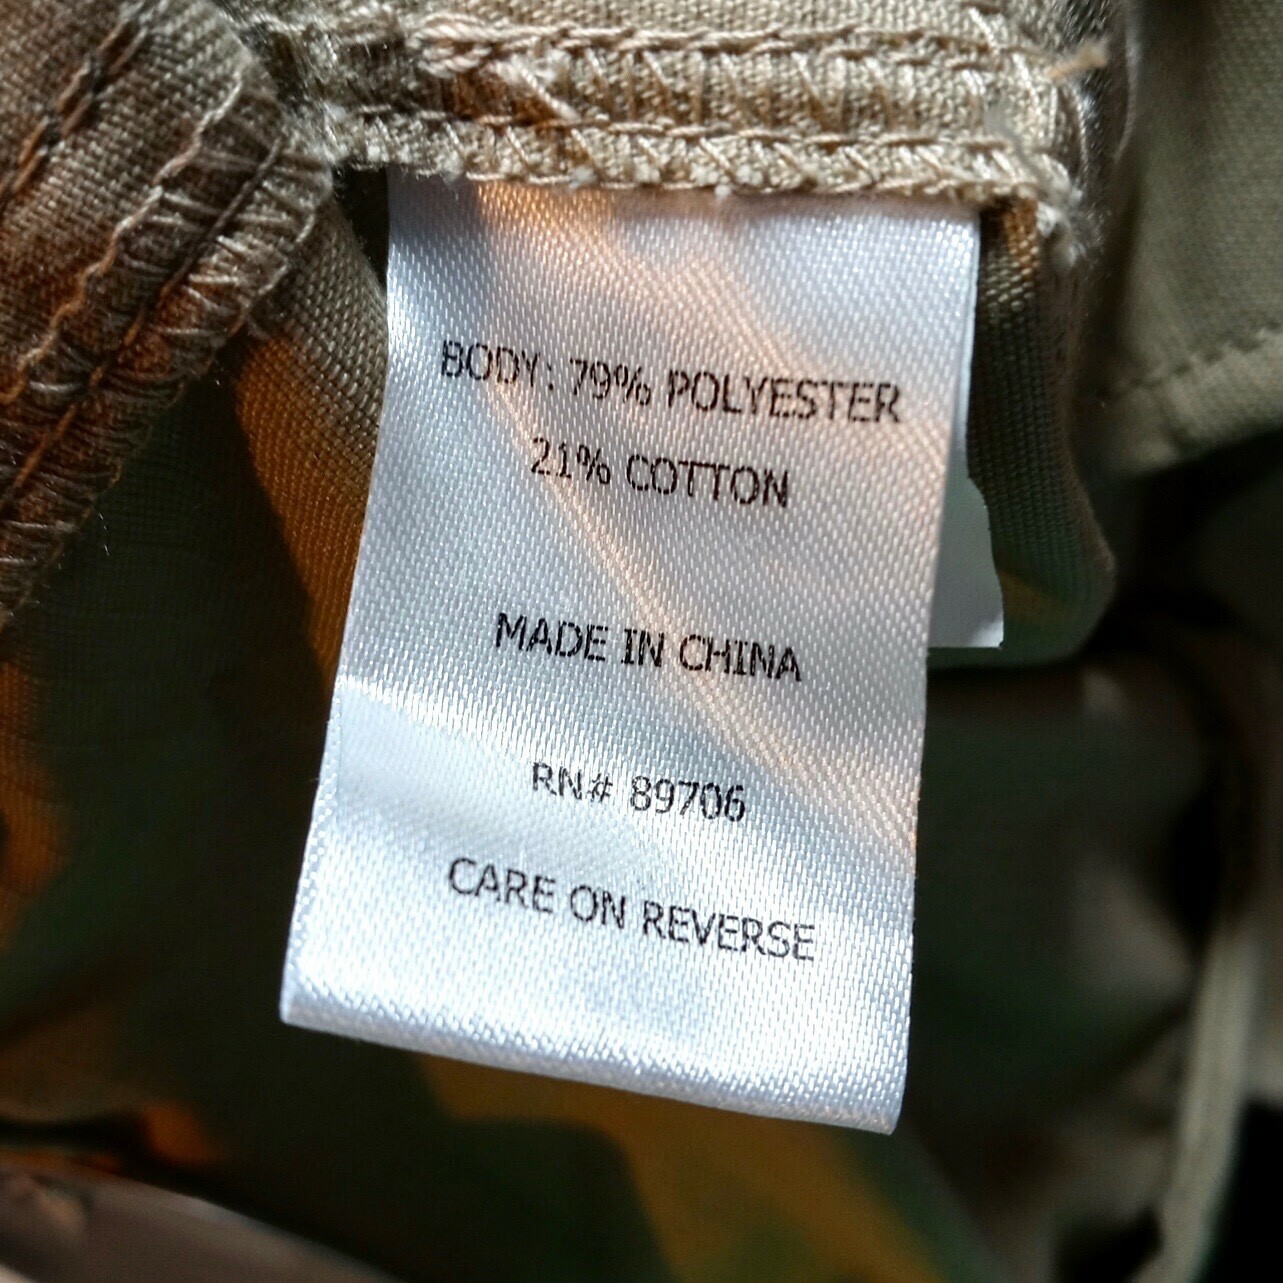 BODY: 79% POLYESTER
21% COTTON
MADE IN CHINA
RN# 89706
CARE ON REVERSE